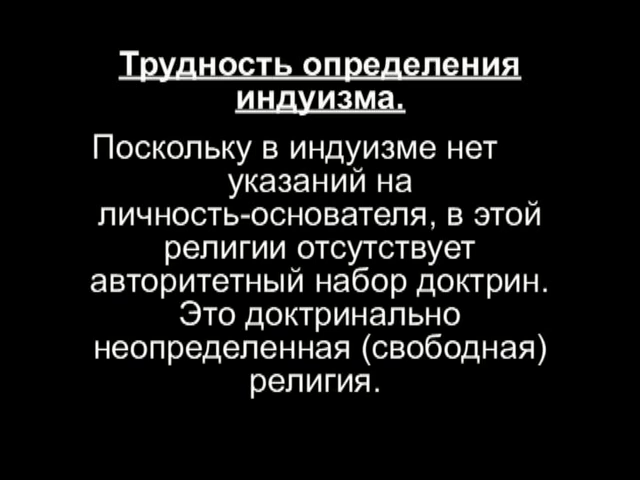 Трудность определения
индуизма.
Поскольку в индуизме нет
указаний на
личность-основателя, в этой
религии отсутствует
авторитетный набор доктрин.
Это доктринально
неопределенная (свободная)
религия.